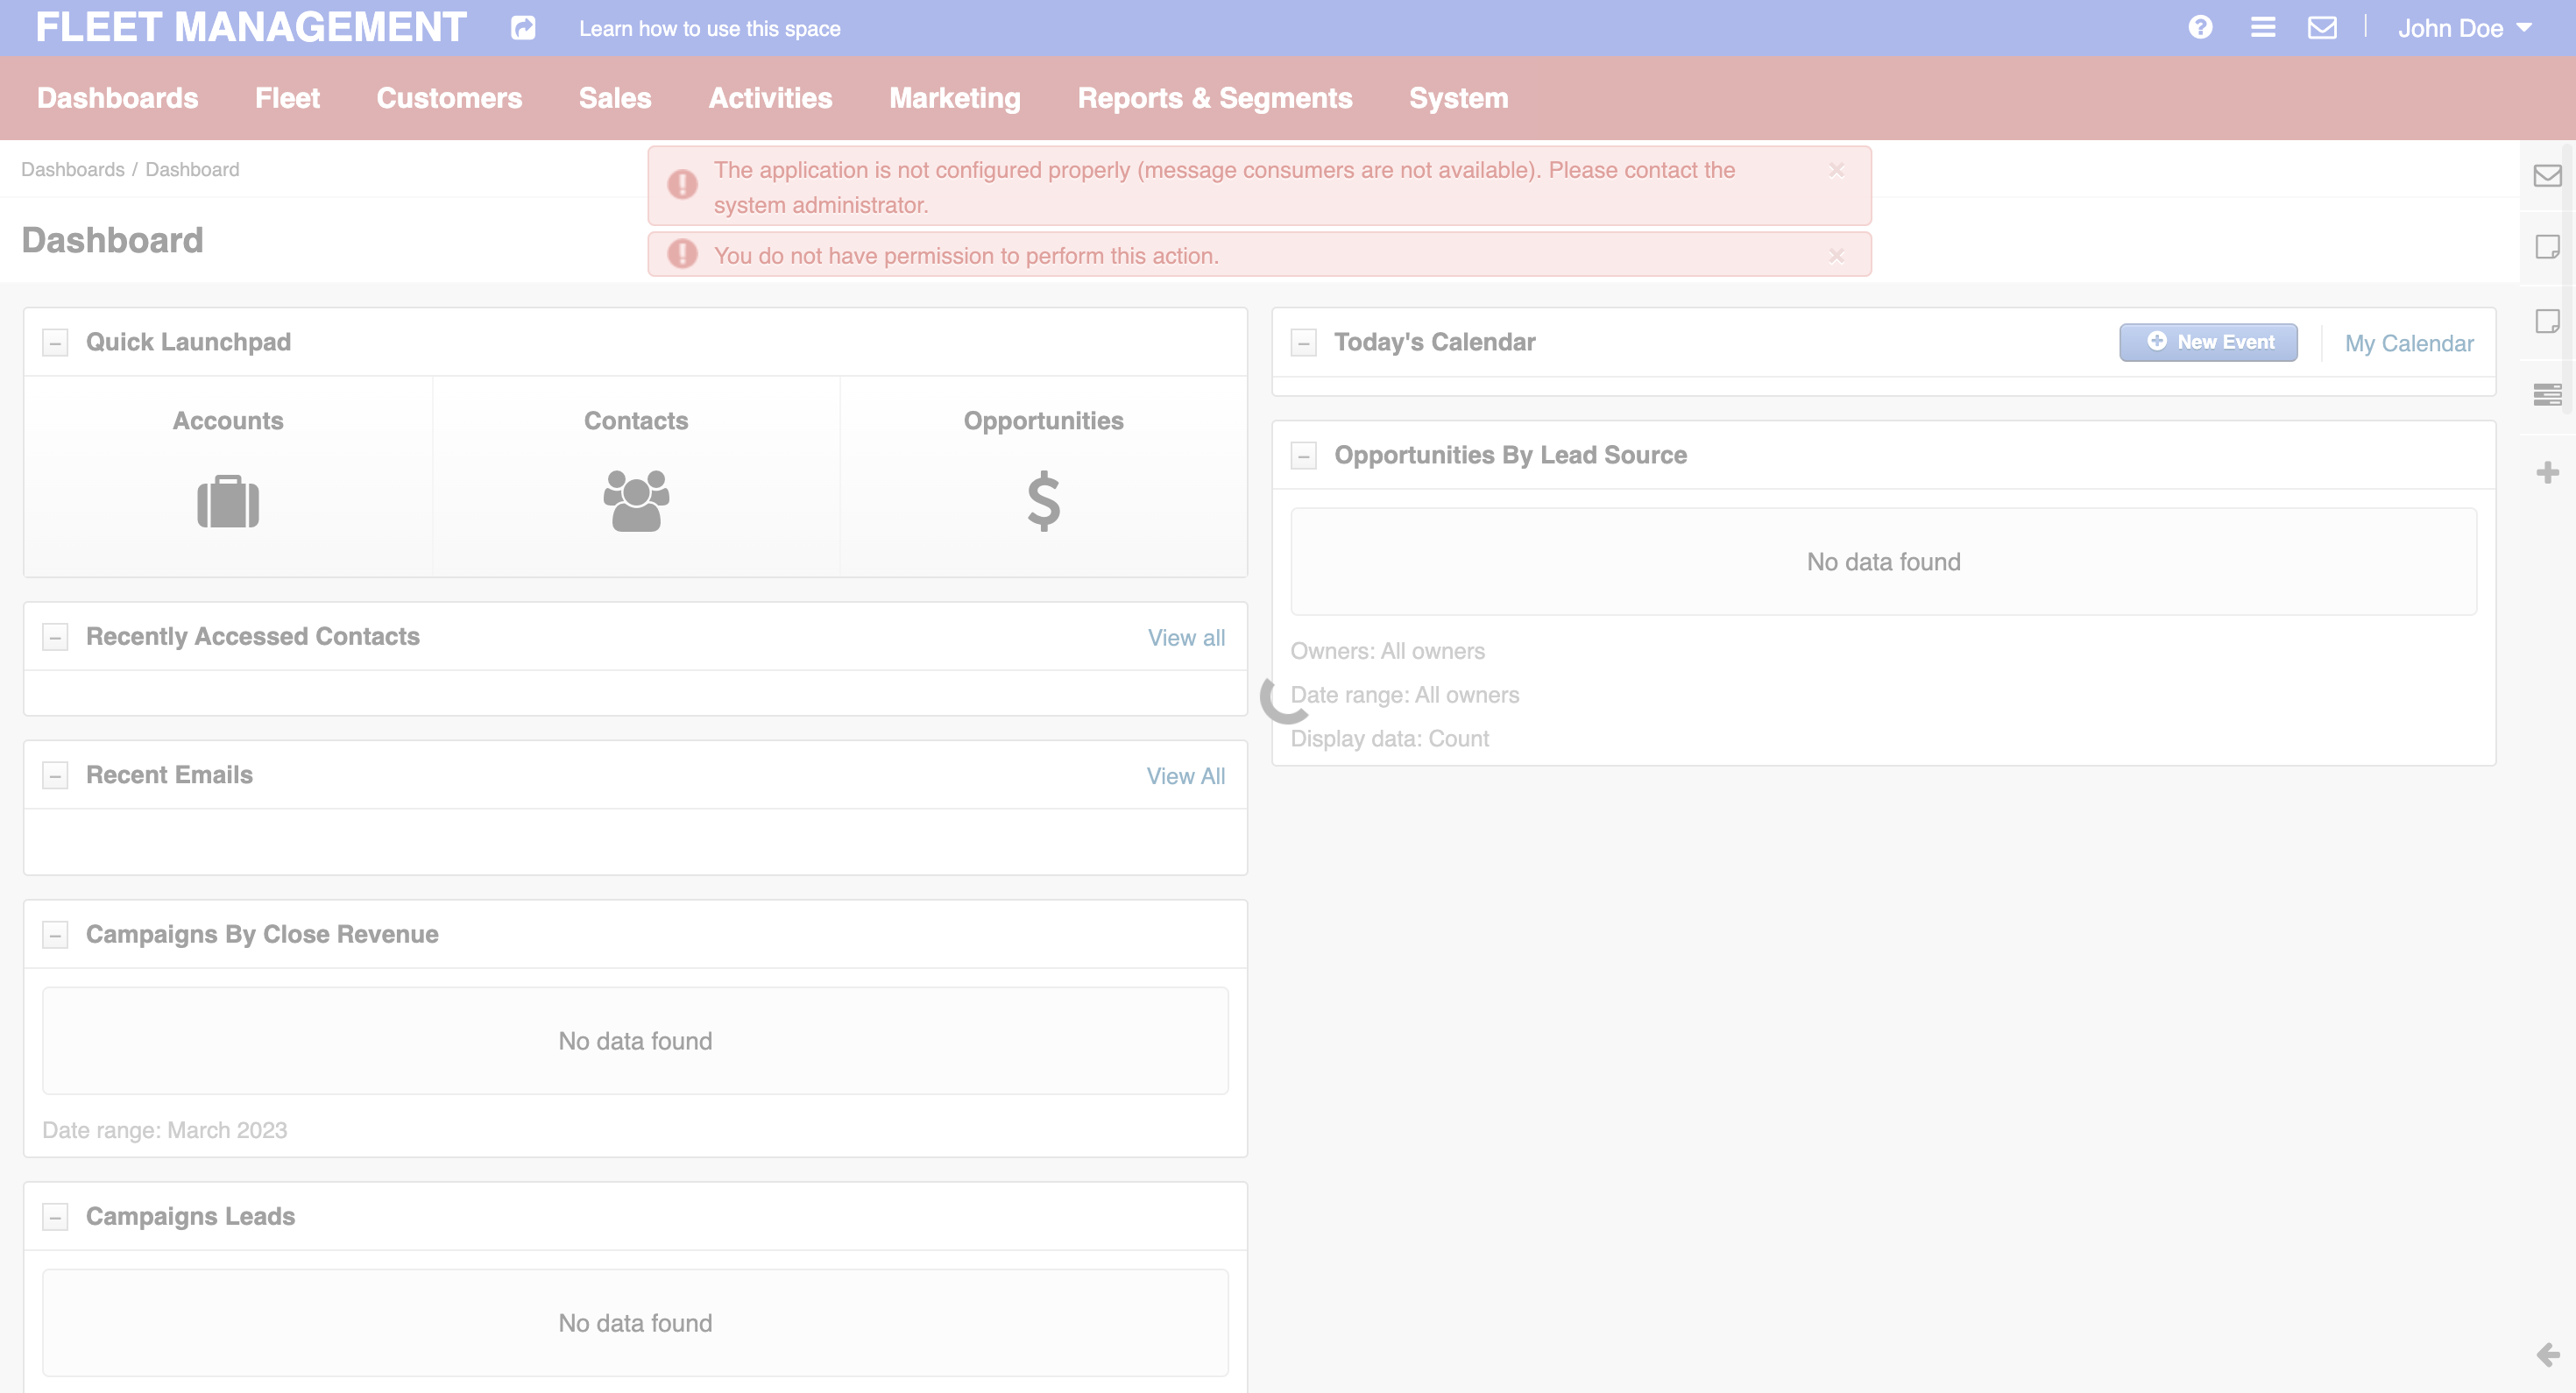 FLEET MANAGEMENT
Learn how to use this space
John Doe
Dashboards
Fleet
Customers
Sales
Activities
Marketing
Reports & Segments
System
Dashboards / Dashboard
The application is not configured properly (message consumers are not available). Please contact the
system administrator.
You do not have permission to perform this action.
Dashboard
Quick Launchpad
Accounts
Contacts
Opportunities
Recently Accessed Contacts
View all
Recent Emails
View All
Campaigns By Close Revenue
No data found
Date range: March 2023
Campaigns Leads
No data found
Today's Calendar
New Event
My Calendar
Opportunities By Lead Source
No data found
Owners: All owners
Date range: All owners
Display data: Count